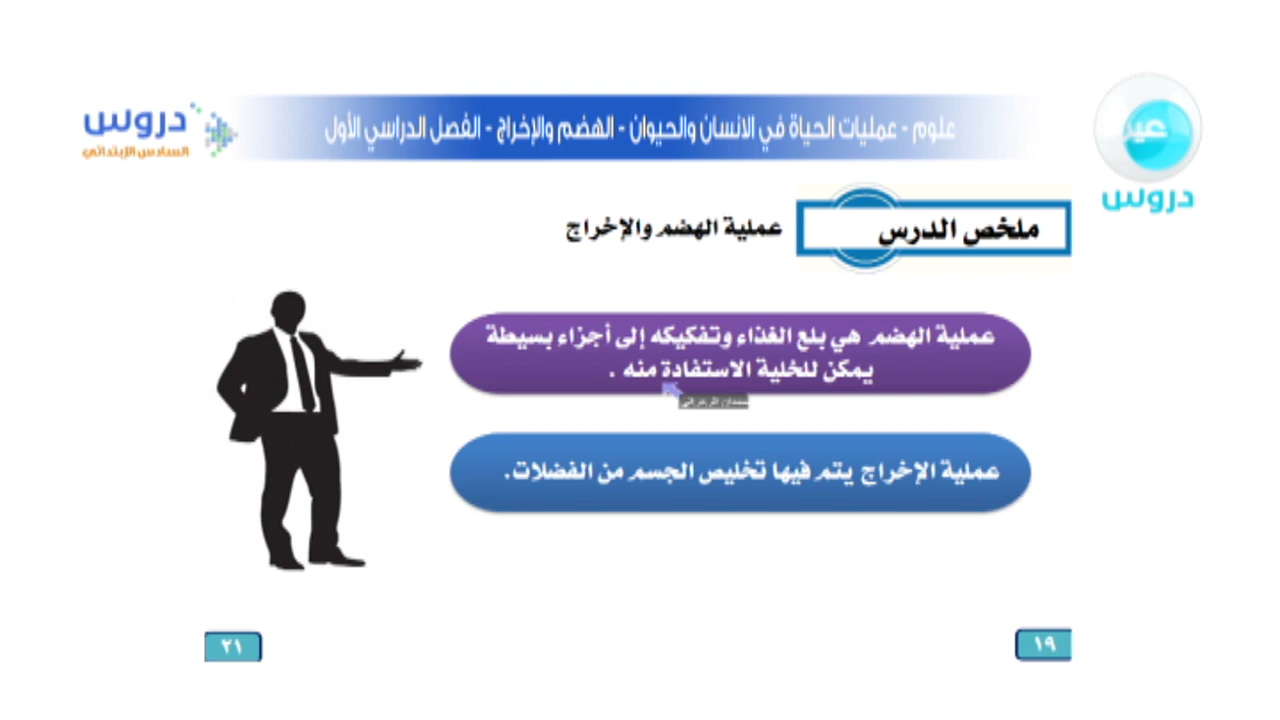 علوم - عمليات الحياة في الانسان والحيوان - الهضم والإخراج - الفصل الدراسي الأول
دروس
السادس الإبتدائي
عين
دروس
ملخص الدرس
عملية الهضم والإخراج
عملية الهضم هي بلع الغذاء وتفكيكه إلى أجزاء بسيطة
يمكن للخلية الاستفادة منه .
عملية الإخراج يتم فيها تخليص الجسم من الفضلات.
١٩
٢١